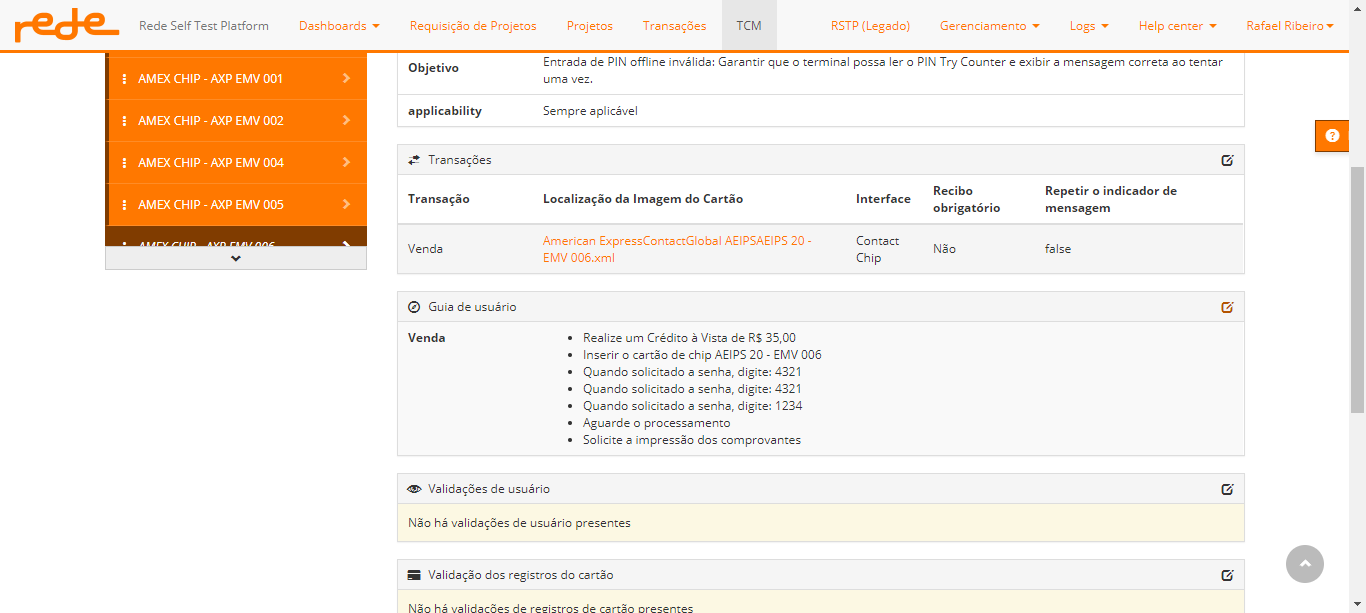 rede Rede Self Test Platform Dashboards Requisição de Projetos Projetos Transações TCM RSTP (Legado) Gerenciamento Logs Help center Rafael Ribeiro
AMEX CHIP - AXP EMV 001
AMEX CHIP - AXP EMV 002
AMEX CHIP - AXP EMV 004
AMEX CHIP - AXP EMV 005
AMEX CHIP - AXP EMV 006
Objetivo
Entrada de PIN offline inválida: Garantir que o terminal possa ler o PIN Try Counter e exibir a mensagem correta ao tentar
uma vez.
applicability Sempre aplicável
Transações
Transação Localização da Imagem do Cartão Interface
Recibo
obrigatório
Repetir o indicador de
mensagem
Venda
American ExpressContactGlobal AEIPSAEIPS 20 -
EMV 006.xml
Contact
Chip
Não
false
Guia de usuário
Venda
• Realize um Crédito à Vista de R$ 35,00
• Inserir o cartão de chip AEIPS 20 - EMV 006
• Quando solicitado a senha, digite: 4321
• Quando solicitado a senha, digite: 4321
• Quando solicitado a senha, digite: 1234
• Aguarde o processamento
• Solicite a impressão dos comprovantes
Validações de usuário
Não há validações de usuário presentes
Validação dos registros do cartão
Não há validações de registros de cartão presentes